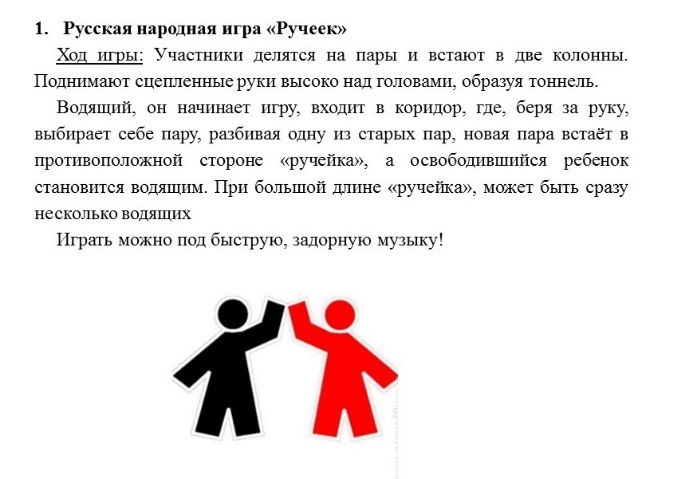 1. Русская народная игра «Ручеек»
Ход игры: Участники делятся на пары и встают в две колонны.
Поднимают сцепленные руки высоко над головами, образуя тоннель.
Водящий, он начинает игру, входит в коридор, где, беря за руку,
выбирает себе пару, разбивая одну из старых пар, новая пара встаёт в
противоположной стороне «ручейка», а освободившийся ребенок
становится водящим. При большой длине «ручейка», может быть сразу
несколько водящих
Играть можно под быструю, задорную музыку!